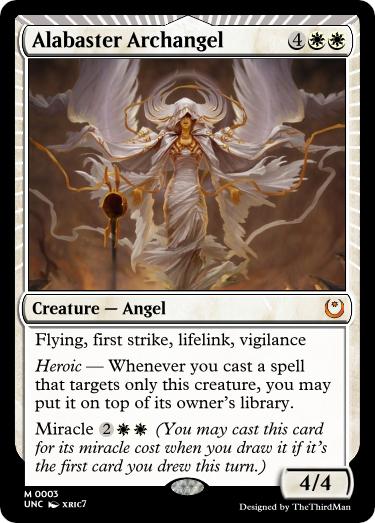 Alabaster Archangel 4
Creature — Angel
Flying, first strike, lifelink, vigilance
Heroic — Whenever you cast a spell
that targets only this creature, you may
put it on top of its owner's library.
Miracle 2 (You may cast this card
for its miracle cost when you draw it if it's
the first card you drew this turn.)
4/4
M 0003
UNC XRIC7
Designed by TheThirdMan